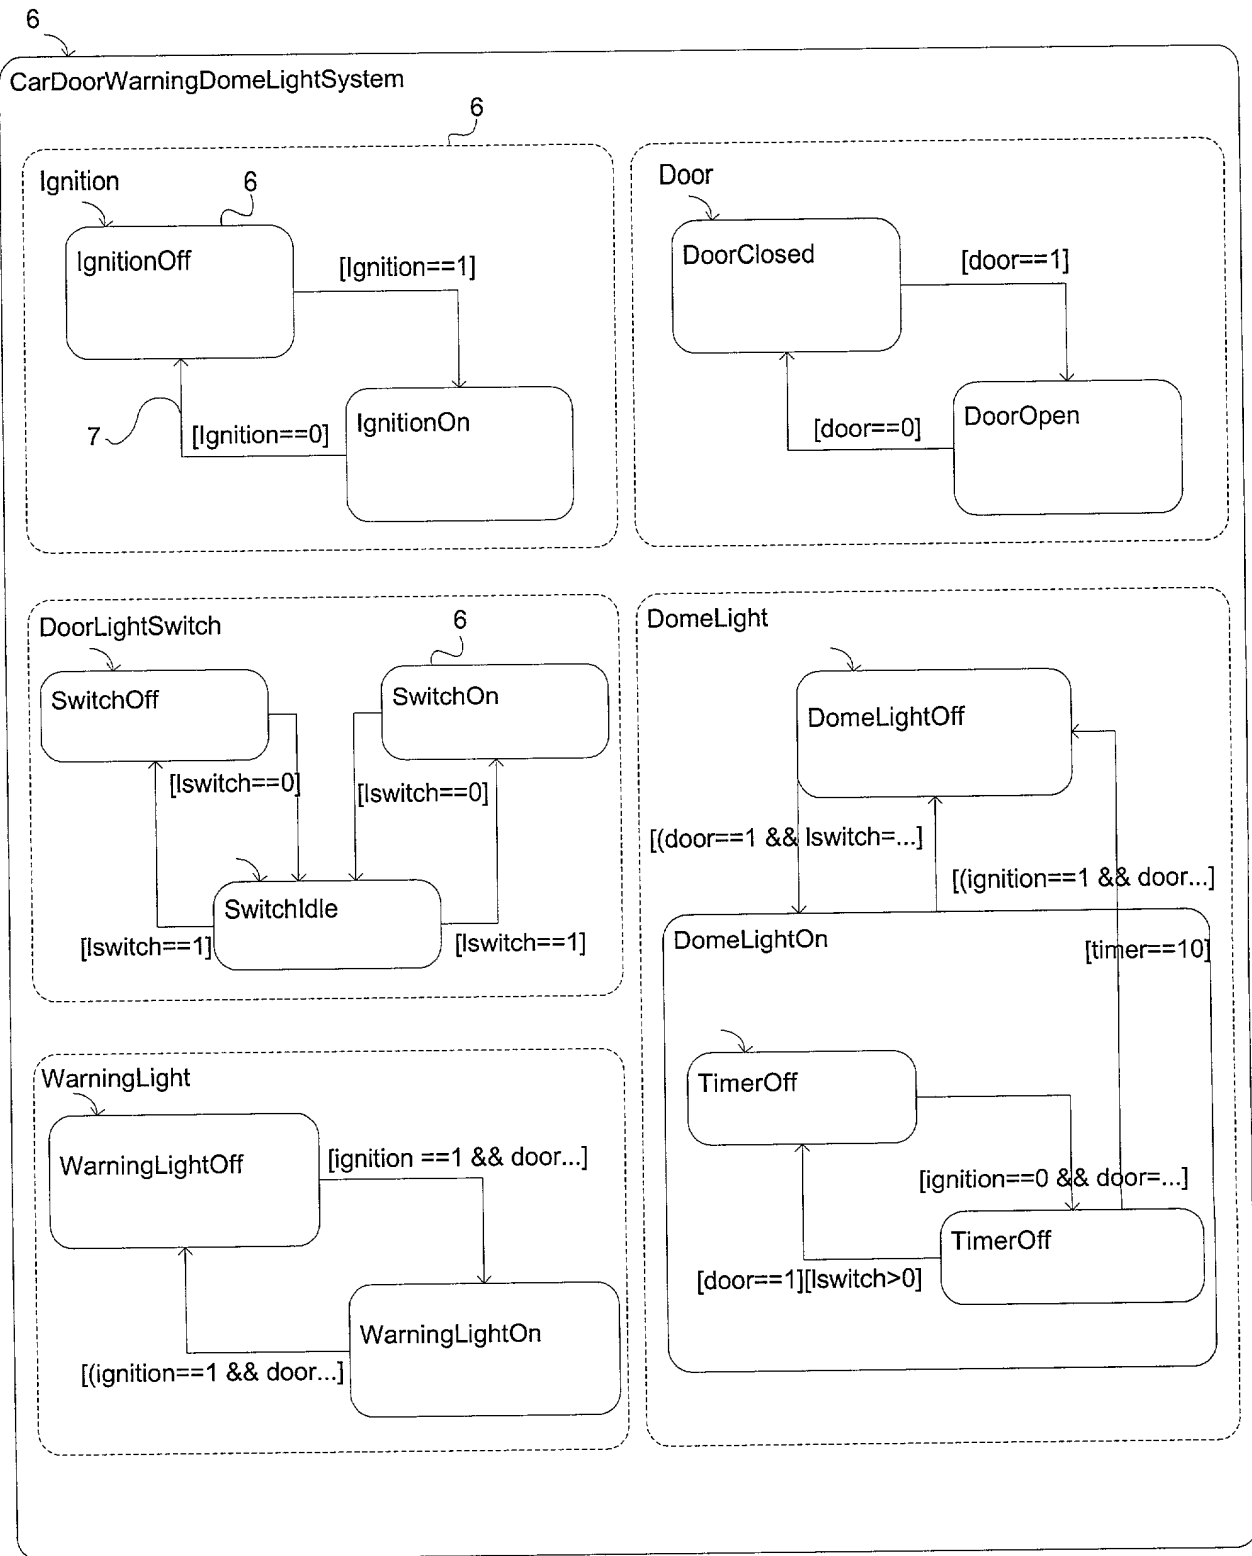 6
CarDoorWarningDomeLightSystem
6
Ignition
6
IgnitionOff
[Ignition==1]
7
[Ignition==0]
IgnitionOn
Door
DoorClosed
[door==1]
[door==0]
DoorOpen
DoorLightSwitch
6
SwitchOff
SwitchOn
[lswitch==0]
[lswitch==0]
SwitchIdle
[lswitch==1]
[lswitch==1]
DomeLight
DomeLightOff
[(door==1 && lswitch=...]
[(ignition==1 && door...]
DomeLightOn
[timer==10]
TimerOff
[ignition==0 && door=...]
TimerOff
[door==1][lswitch>0]
WarningLight
WarningLightOff
[ignition ==1 && door...]
WarningLightOn
[(ignition==1 && door...]